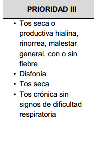 PRIORIDAD III
• Tos seca o
productiva hialina,
rinorrea, malestar
general, con o sin
fiebre
• Disfonía
• Tos seca
• Tos crónica sin
signos de dificultad
respiratoria